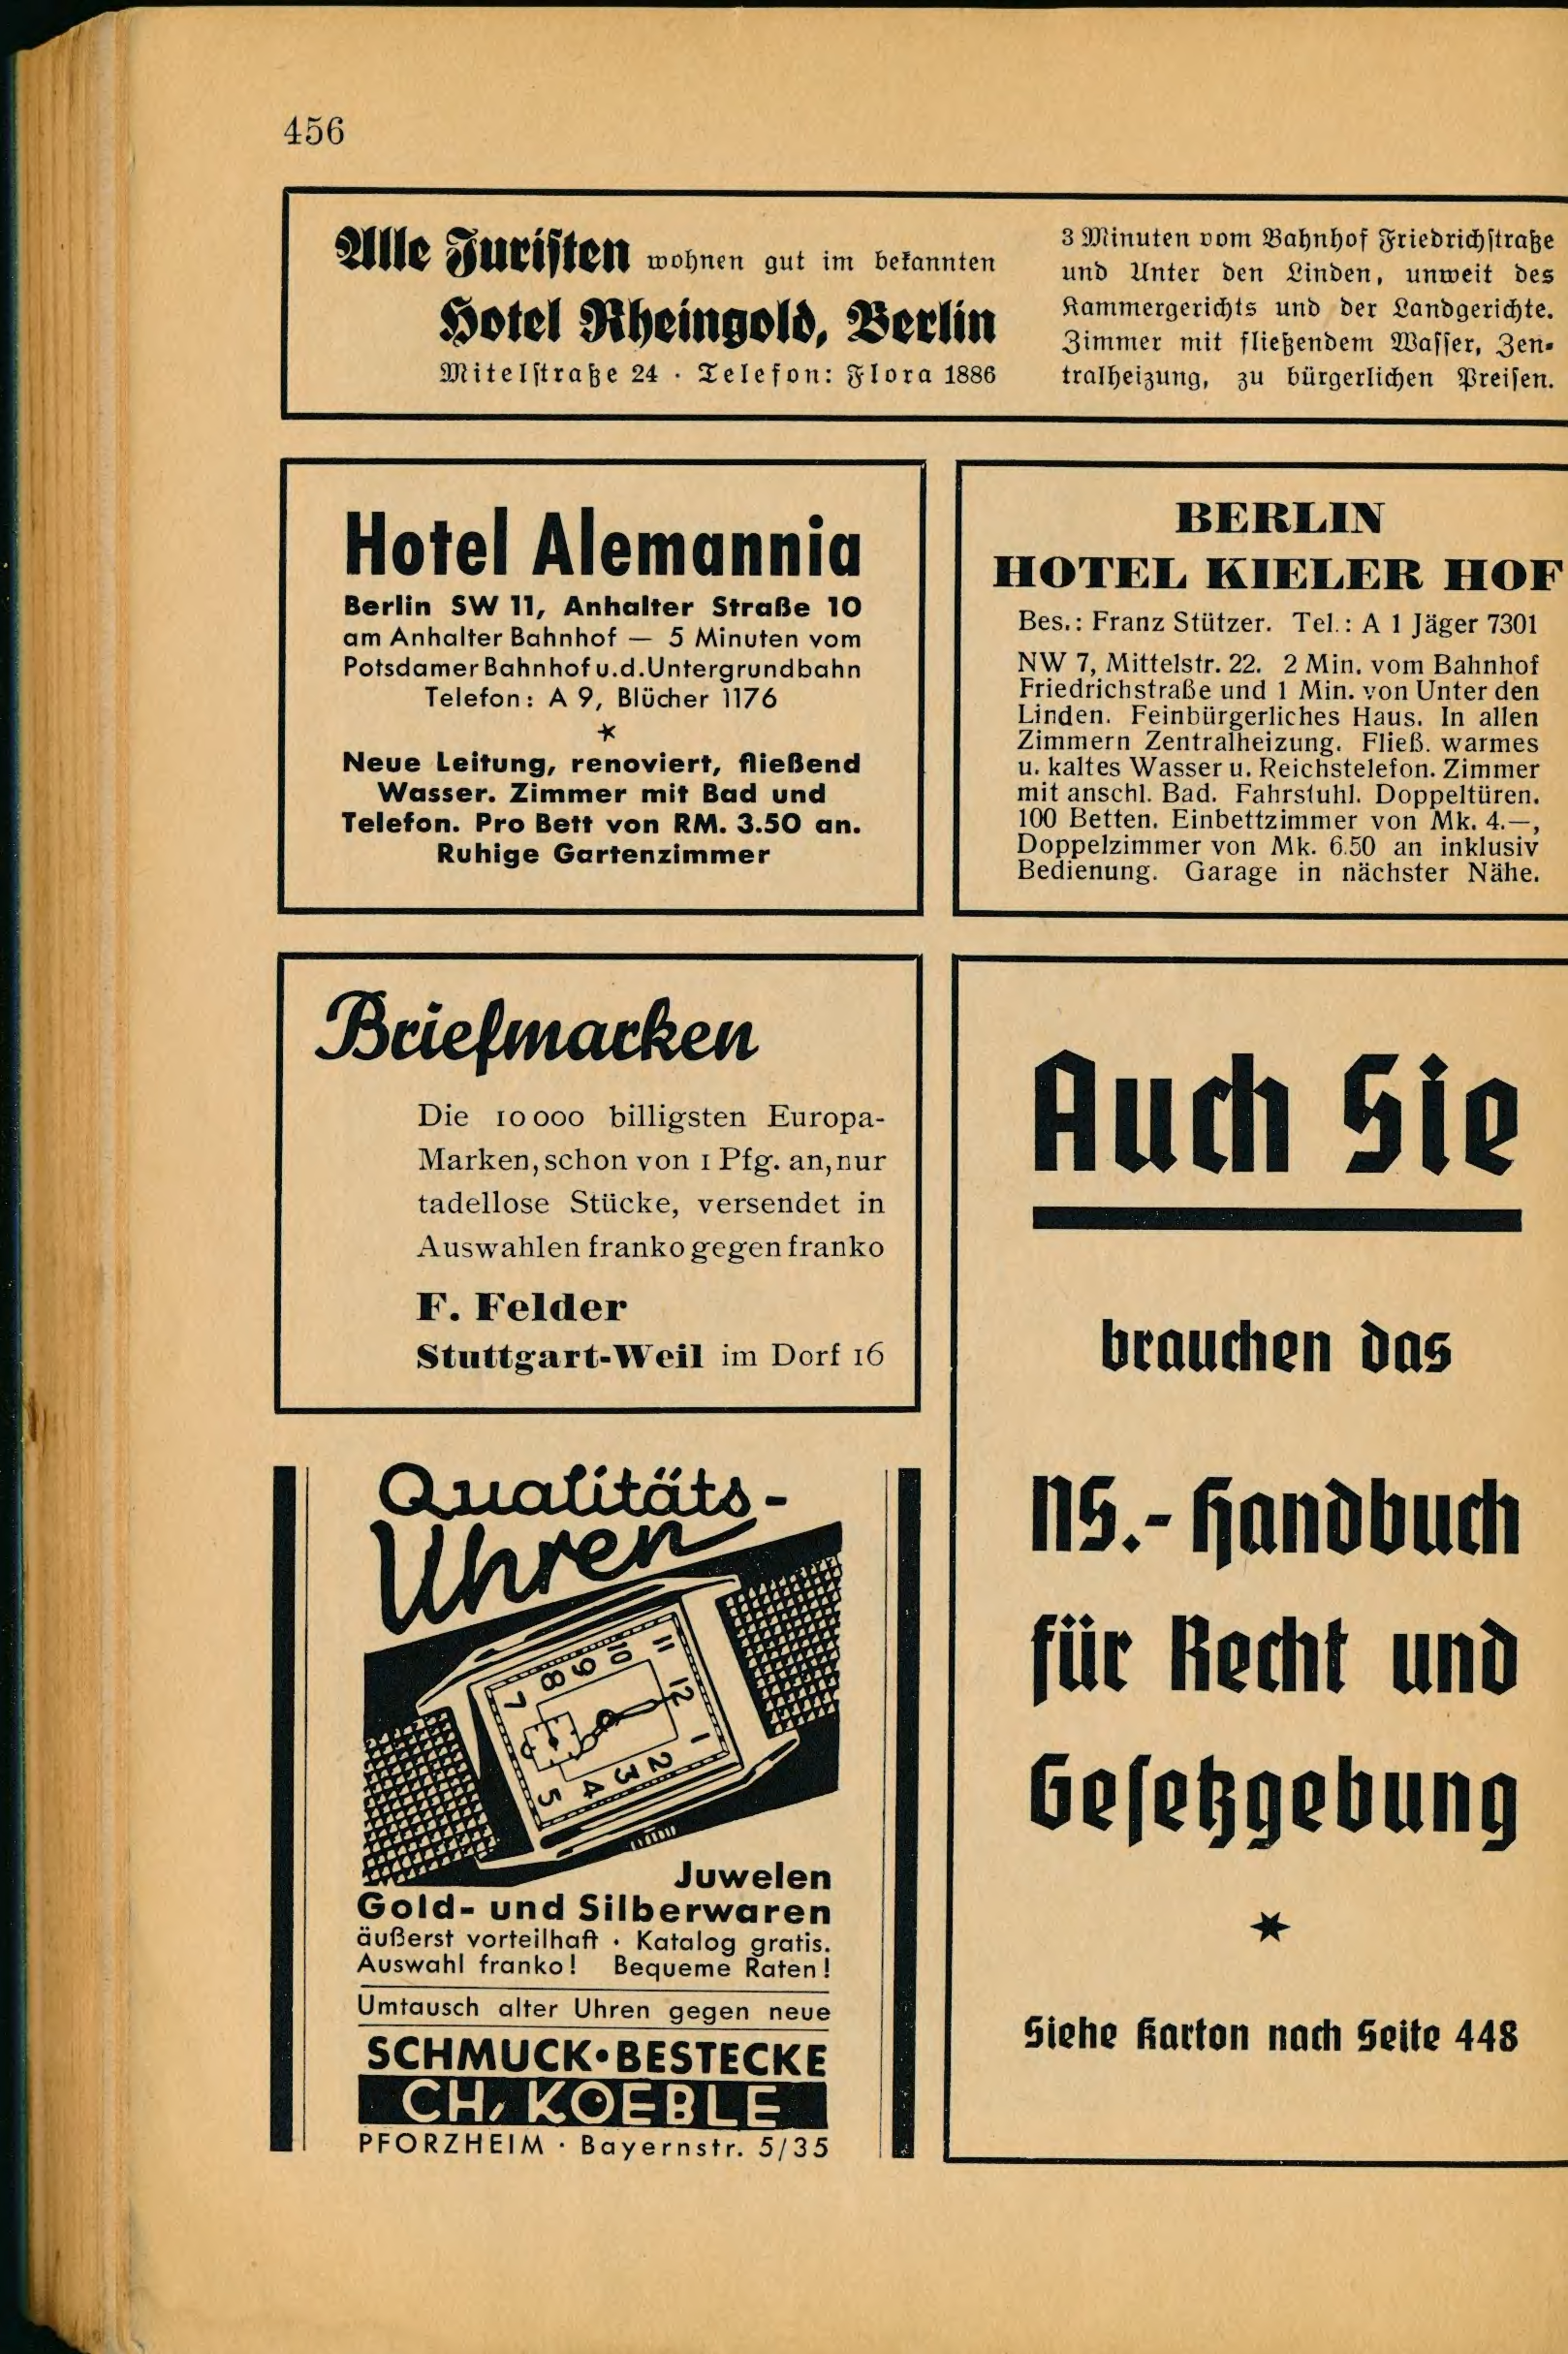 456
Alle Juristen wohnen gut im bekannten
Hotel Rheingold, Berlin
Mitelstraße 24 · Telefon: Flora 1886
3 Minuten vom Bahnhof Friedrichstraße
und Unter den Linden, unweit des
Kammergerichts und der Landgerichte.
Zimmer mit fließendem Wasser, Zen-
tralheizung, zu bürgerlichen Preisen.
Hotel Alemannia
Berlin SW 11, Anhalter Straße 10
am Anhalter Bahnhof — 5 Minuten vom
Potsdamer Bahnhof u. d. Untergrundbahn
Telefon: A 9, Blücher 1176
*
Neue Leitung, renoviert, fließend
Wasser. Zimmer mit Bad und
Telefon. Pro Bett von RM. 3.50 an.
Ruhige Gartenzimmer
BERLIN
HOTEL KIELER HOF
Bes.: Franz Stützer. Tel.: A 1 Jäger 7301
NW 7, Mittelstr. 22. 2 Min. vom Bahnhof
Friedrichstraße und 1 Min. von Unter den
Linden. Feinbürgerliches Haus. In allen
Zimmern Zentralheizung. Fließ. warmes
u. kaltes Wasser u. Reichstelefon. Zimmer
mit anschl. Bad. Fahrstuhl. Doppeltüren.
100 Betten. Einbettzimmer von Mk. 4.—,
Doppelzimmer von Mk. 6.50 an inklusiv
Bedienung. Garage in nächster Nähe.
Briefmarken
Die 10 000 billigsten Europa-
Marken, schon von 1 Pfg. an, nur
tadellose Stücke, versendet in
Auswahlen franko gegen franko
F. Felder
Stuttgart-Weil im Dorf 16
Qualitäts-
Uhren
7 8 9 10 11 12 1 2 3 4 5
Juwelen
Gold- und Silberwaren
äußerst vorteilhaft · Katalog gratis.
Auswahl franko! Bequeme Raten!
Umtausch alter Uhren gegen neue
SCHMUCK·BESTECKE
CH. KOEBLE
PFORZHEIM · Bayernstr. 5/35
Auch Sie
brauchen das
NS.-Handbuch
für Recht und
Gesetzgebung
*
Siehe Karton nach Seite 448